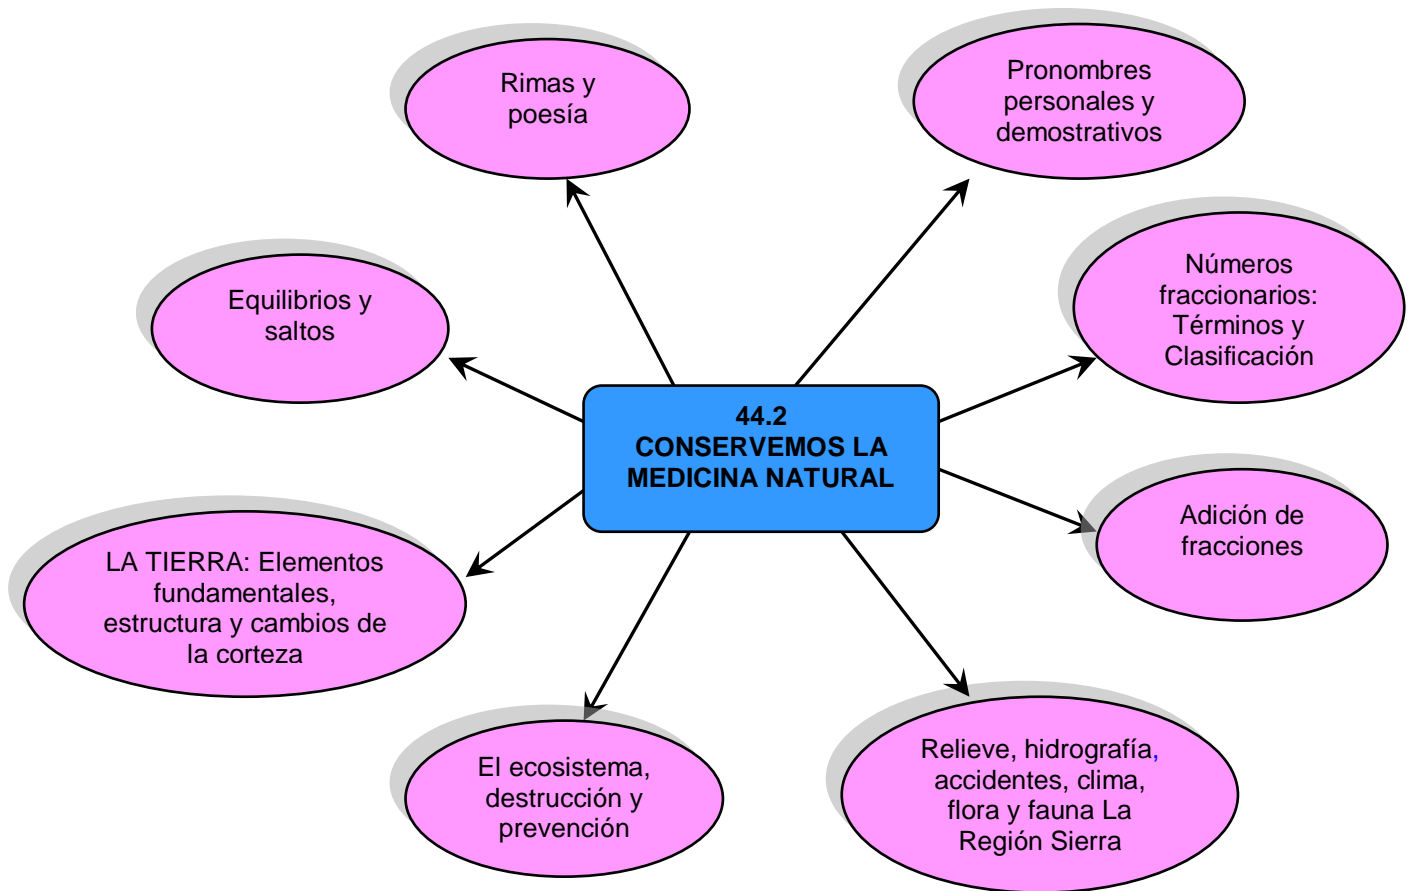 Rimas y
poesía
Pronombres
personales y
demostrativos
Números
fraccionarios:
Términos y
Clasificación
Equilibrios y
saltos
44.2
CONSERVEMOS LA
MEDICINA NATURAL
Adición de
fracciones
LA TIERRA: Elementos
fundamentales,
estructura y cambios de
la corteza
El ecosistema,
destrucción y
prevención
Relieve, hidrografía,
accidentes, clima,
flora y fauna La
Región Sierra